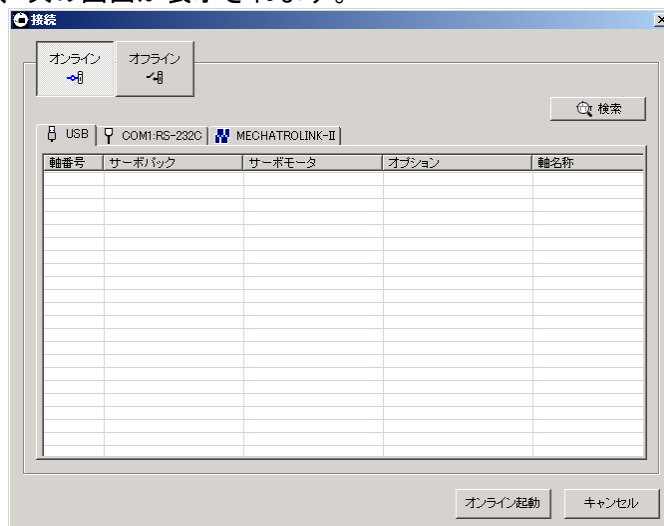 、次の画面が表示されます。
接続
オンライン オフライン
検索
USB COM1:RS-232C MECHATROLINK-II
軸番号 サーボパック サーボモータ オプション 軸名称
オンライン起動 キャンセル